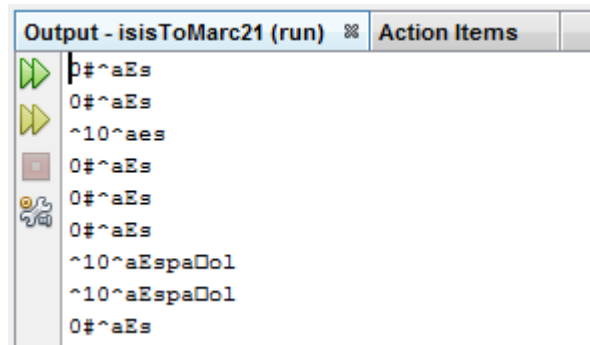 Output - isisToMarc21 (run) Action Items
0#^aEs
0#^aEs
^10^aes
0#^aEs
0#^aEs
0#^aEs
^10^aEspa□ol
^10^aEspa□ol
0#^aEs